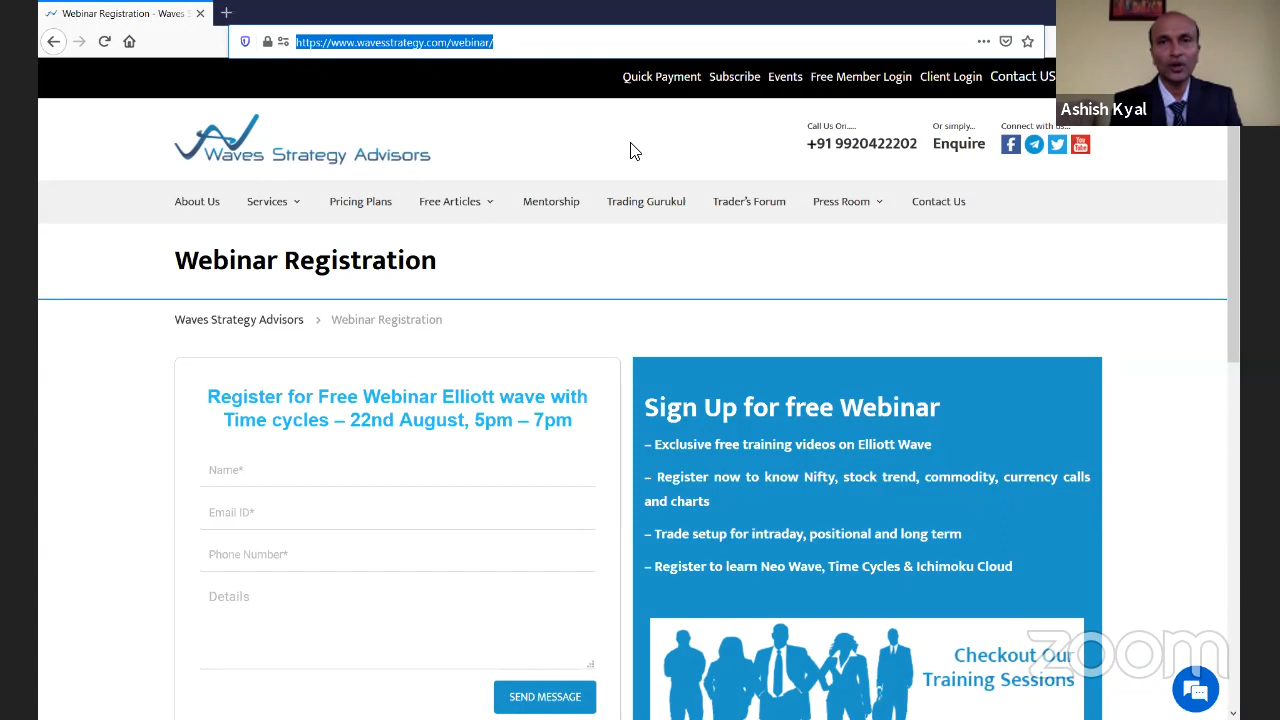 Webinar Registration - Waves S
https://www.wavesstrategy.com/webinar/
Quick Payment Subscribe Events Free Member Login Client Login Contact US
Ashish Kyal
Waves Strategy Advisors
Call Us On.....
+91 9920422202
Or simply...
Enquire
Connect with us...
You Tube
About Us Services Pricing Plans Free Articles Mentorship Trading Gurukul Trader's Forum Press Room Contact Us
Webinar Registration
Waves Strategy Advisors > Webinar Registration
Register for Free Webinar Elliott wave with
Time cycles – 22nd August, 5pm – 7pm
Name*
Email ID*
Phone Number*
Details
SEND MESSAGE
Sign Up for free Webinar
– Exclusive free training videos on Elliott Wave
– Register now to know Nifty, stock trend, commodity, currency calls
and charts
– Trade setup for intraday, positional and long term
– Register to learn Neo Wave, Time Cycles & Ichimoku Cloud
Checkout Our
Training Sessions
zoom